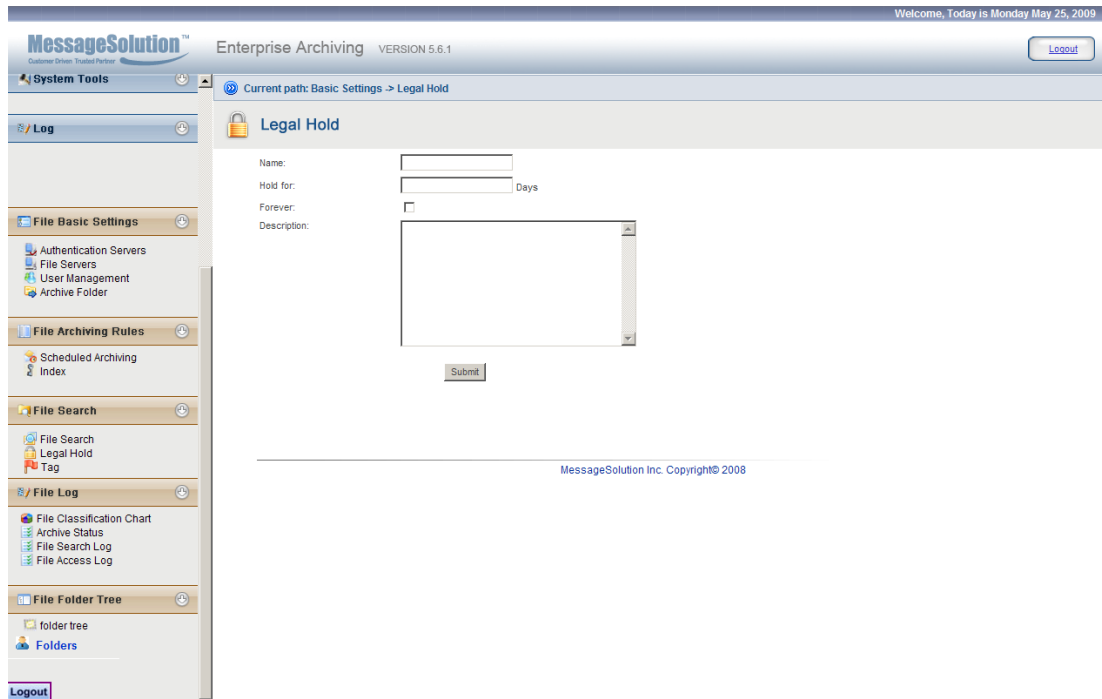 Welcome, Today is Monday May 25, 2009
MessageSolution™
Customer Driven Trusted Partner
Enterprise Archiving VERSION 5.6.1
Logout
System Tools
Log
File Basic Settings
Authentication Servers
File Servers
User Management
Archive Folder
File Archiving Rules
Scheduled Archiving
Index
File Search
File Search
Legal Hold
Tag
File Log
File Classification Chart
Archive Status
File Search Log
File Access Log
File Folder Tree
folder tree
Folders
Logout
Current path: Basic Settings -> Legal Hold
Legal Hold
Name:
Hold for: Days
Forever:
Description:
Submit
MessageSolution Inc. Copyright© 2008